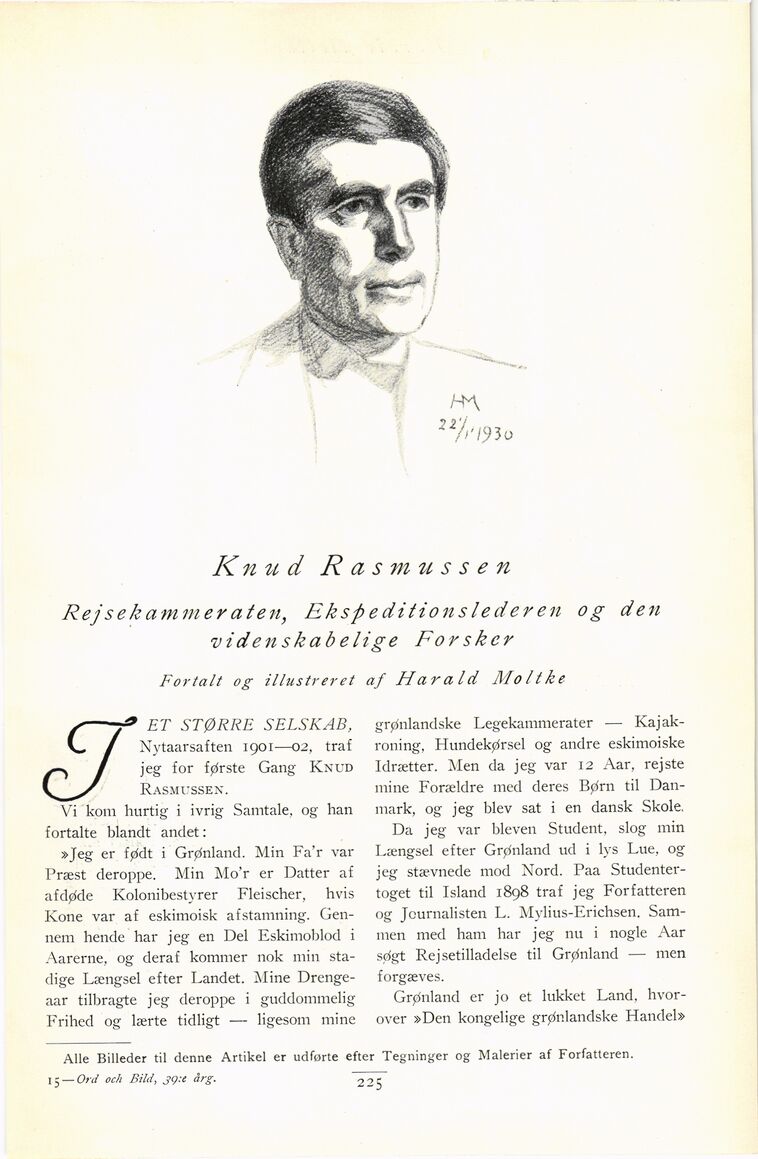 HM
22/1 1930
Knud Rasmussen
Rejsekammeraten, Ekspeditionslederen og den
videnskabelige Forsker
Fortalt og illustreret af Harald Moltke
I ET STØRRE SELSKAB,
Nytaarsaften 1901—02, traf
jeg for første Gang KNUD
RASMUSSEN.
Vi kom hurtig i ivrig Samtale, og han
fortalte blandt andet:
»Jeg er født i Grønland. Min Fa'r var
Præst deroppe. Min Mo'r er Datter af
afdøde Kolonibestyrer Fleischer, hvis
Kone var af eskimoisk afstamning. Gen-
nem hende har jeg en Del Eskimoblod i
Aarerne, og deraf kommer nok min sta-
dige Længsel efter Landet. Mine Drenge-
aar tilbragte jeg deroppe i guddommelig
Frihed og lærte tidligt — ligesom mine
grønlandske Legekammerater — Kajak-
roning, Hundekørsel og andre eskimoiske
Idrætter. Men da jeg var 12 Aar, rejste
mine Forældre med deres Børn til Dan-
mark, og jeg blev sat i en dansk Skole.
Da jeg var bleven Student, slog min
Længsel efter Grønland ud i lys Lue, og
jeg stævnede mod Nord. Paa Studenter-
toget til Island 1898 traf jeg Forfatteren
og Journalisten L. Mylius-Erichsen. Sam-
men med ham har jeg nu i nogle Aar
søgt Rejsetilladelse til Grønland — men
forgæves.
Grønland er jo et lukket Land, hvor-
over »Den kongelige grønlandske Handel»
Alle Billeder til denne Artikel er udførte efter Tegninger og Malerier af Forfatteren.
15—Ord och Bild, 39:e årg.
225